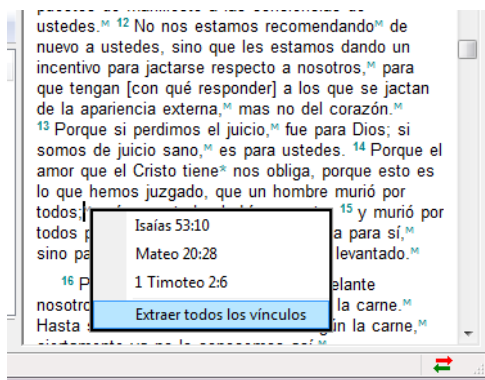 ustedes.ᴹ 12 No nos estamos recomendandoᴹ de
nuevo a ustedes, sino que les estamos dando un
incentivo para jactarse respecto a nosotros,ᴹ para
que tengan [con qué responder] a los que se jactan
de la apariencia externa,ᴹ mas no del corazón.ᴹ
13 Porque si perdimos el juicio,ᴹ fue para Dios; si
somos de juicio sano,ᴹ es para ustedes. 14 Porque el
amor que el Cristo tiene* nos obliga, porque esto es
lo que hemos juzgado, que un hombre murió por
todos; 15 y murió por
todos a para sí,ᴹ
sino levantado.ᴹ
16 elante
la carne.ᴹ
Hasta la carne,ᴹ
Isaías 53:10
Mateo 20:28
1 Timoteo 2:6
Extraer todos los vínculos